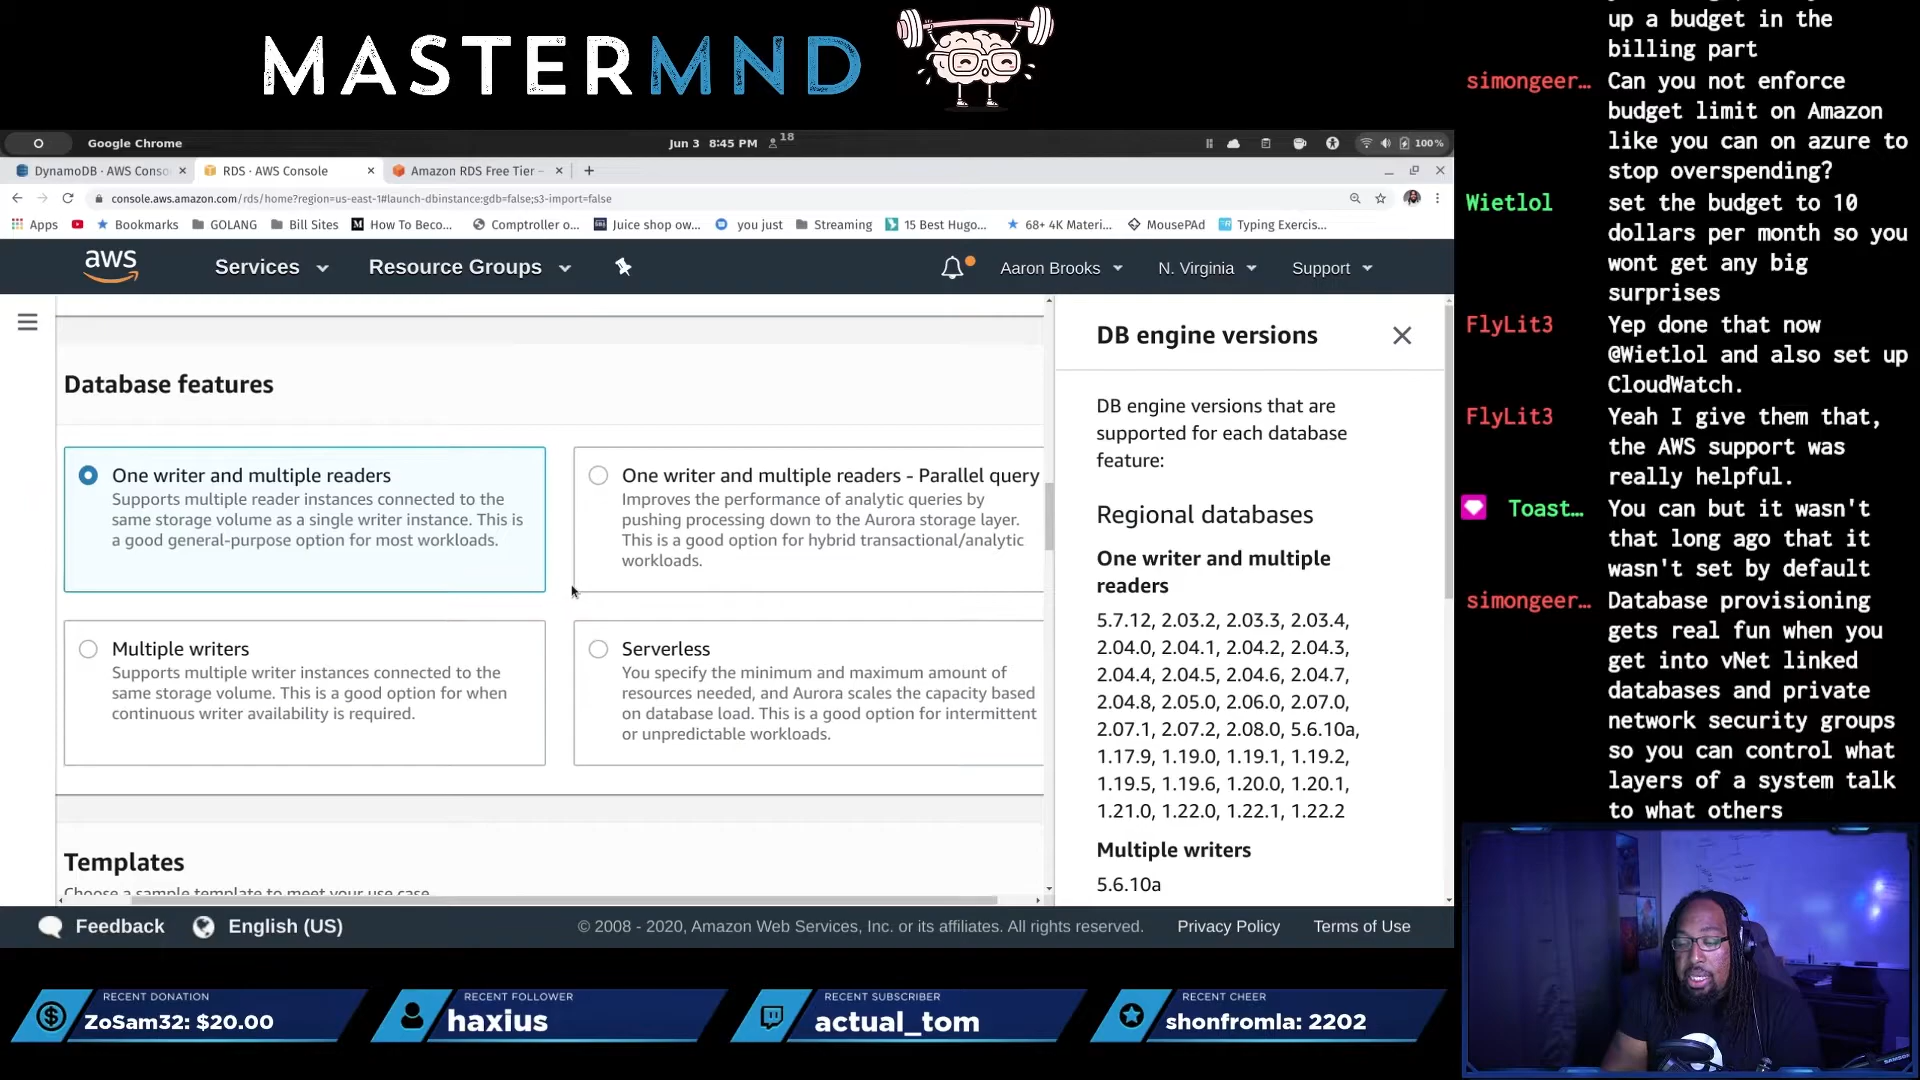 MASTERMND
Google Chrome
Jun 3 8:45 PM
18
100%
DynamoDB · AWS Conso
RDS · AWS Console
Amazon RDS Free Tier -
console.aws.amazon.com/rds/home?region=us-east-1#launch-dbinstance:gdb=false;s3-import=false
Apps
Bookmarks
GOLANG
Bill Sites
How To Beco...
Comptroller o...
Juice shop ow...
you just
Streaming
15 Best Hugo...
68+ 4K Materi...
MousePAd
Typing Exercis...
aws
Services
Resource Groups
Aaron Brooks
N. Virginia
Support
Database features
One writer and multiple readers
Supports multiple reader instances connected to the
same storage volume as a single writer instance. This is
a good general-purpose option for most workloads.
One writer and multiple readers - Parallel query
Improves the performance of analytic queries by
pushing processing down to the Aurora storage layer.
This is a good option for hybrid transactional/analytic
workloads.
Multiple writers
Supports multiple writer instances connected to the
same storage volume. This is a good option for when
continuous writer availability is required.
Serverless
You specify the minimum and maximum amount of
resources needed, and Aurora scales the capacity based
on database load. This is a good option for intermittent
or unpredictable workloads.
Templates
Choose a sample template to meet your use case.
DB engine versions
DB engine versions that are
supported for each database
feature:
Regional databases
One writer and multiple
readers
5.7.12, 2.03.2, 2.03.3, 2.03.4,
2.04.0, 2.04.1, 2.04.2, 2.04.3,
2.04.4, 2.04.5, 2.04.6, 2.04.7,
2.04.8, 2.05.0, 2.06.0, 2.07.0,
2.07.1, 2.07.2, 2.08.0, 5.6.10a,
1.17.9, 1.19.0, 1.19.1, 1.19.2,
1.19.5, 1.19.6, 1.20.0, 1.20.1,
1.21.0, 1.22.0, 1.22.1, 1.22.2
Multiple writers
5.6.10a
Feedback
English (US)
© 2008 - 2020, Amazon Web Services, Inc. or its affiliates. All rights reserved.
Privacy Policy
Terms of Use
up a budget in the
billing part
simongeer… Can you not enforce
budget limit on Amazon
like you can on azure to
stop overspending?
Wietlol set the budget to 10
dollars per month so you
wont get any big
surprises
FlyLit3 Yep done that now
@Wietlol and also set up
CloudWatch.
FlyLit3 Yeah I give them that,
the AWS support was
really helpful.
Toast… You can but it wasn't
that long ago that it
wasn't set by default
simongeer… Database provisioning
gets real fun when you
get into vNet linked
databases and private
network security groups
so you can control what
layers of a system talk
to what others
RECENT DONATION
ZoSam32: $20.00
RECENT FOLLOWER
haxius
RECENT SUBSCRIBER
actual_tom
RECENT CHEER
shonfromla: 2202
SAMSON